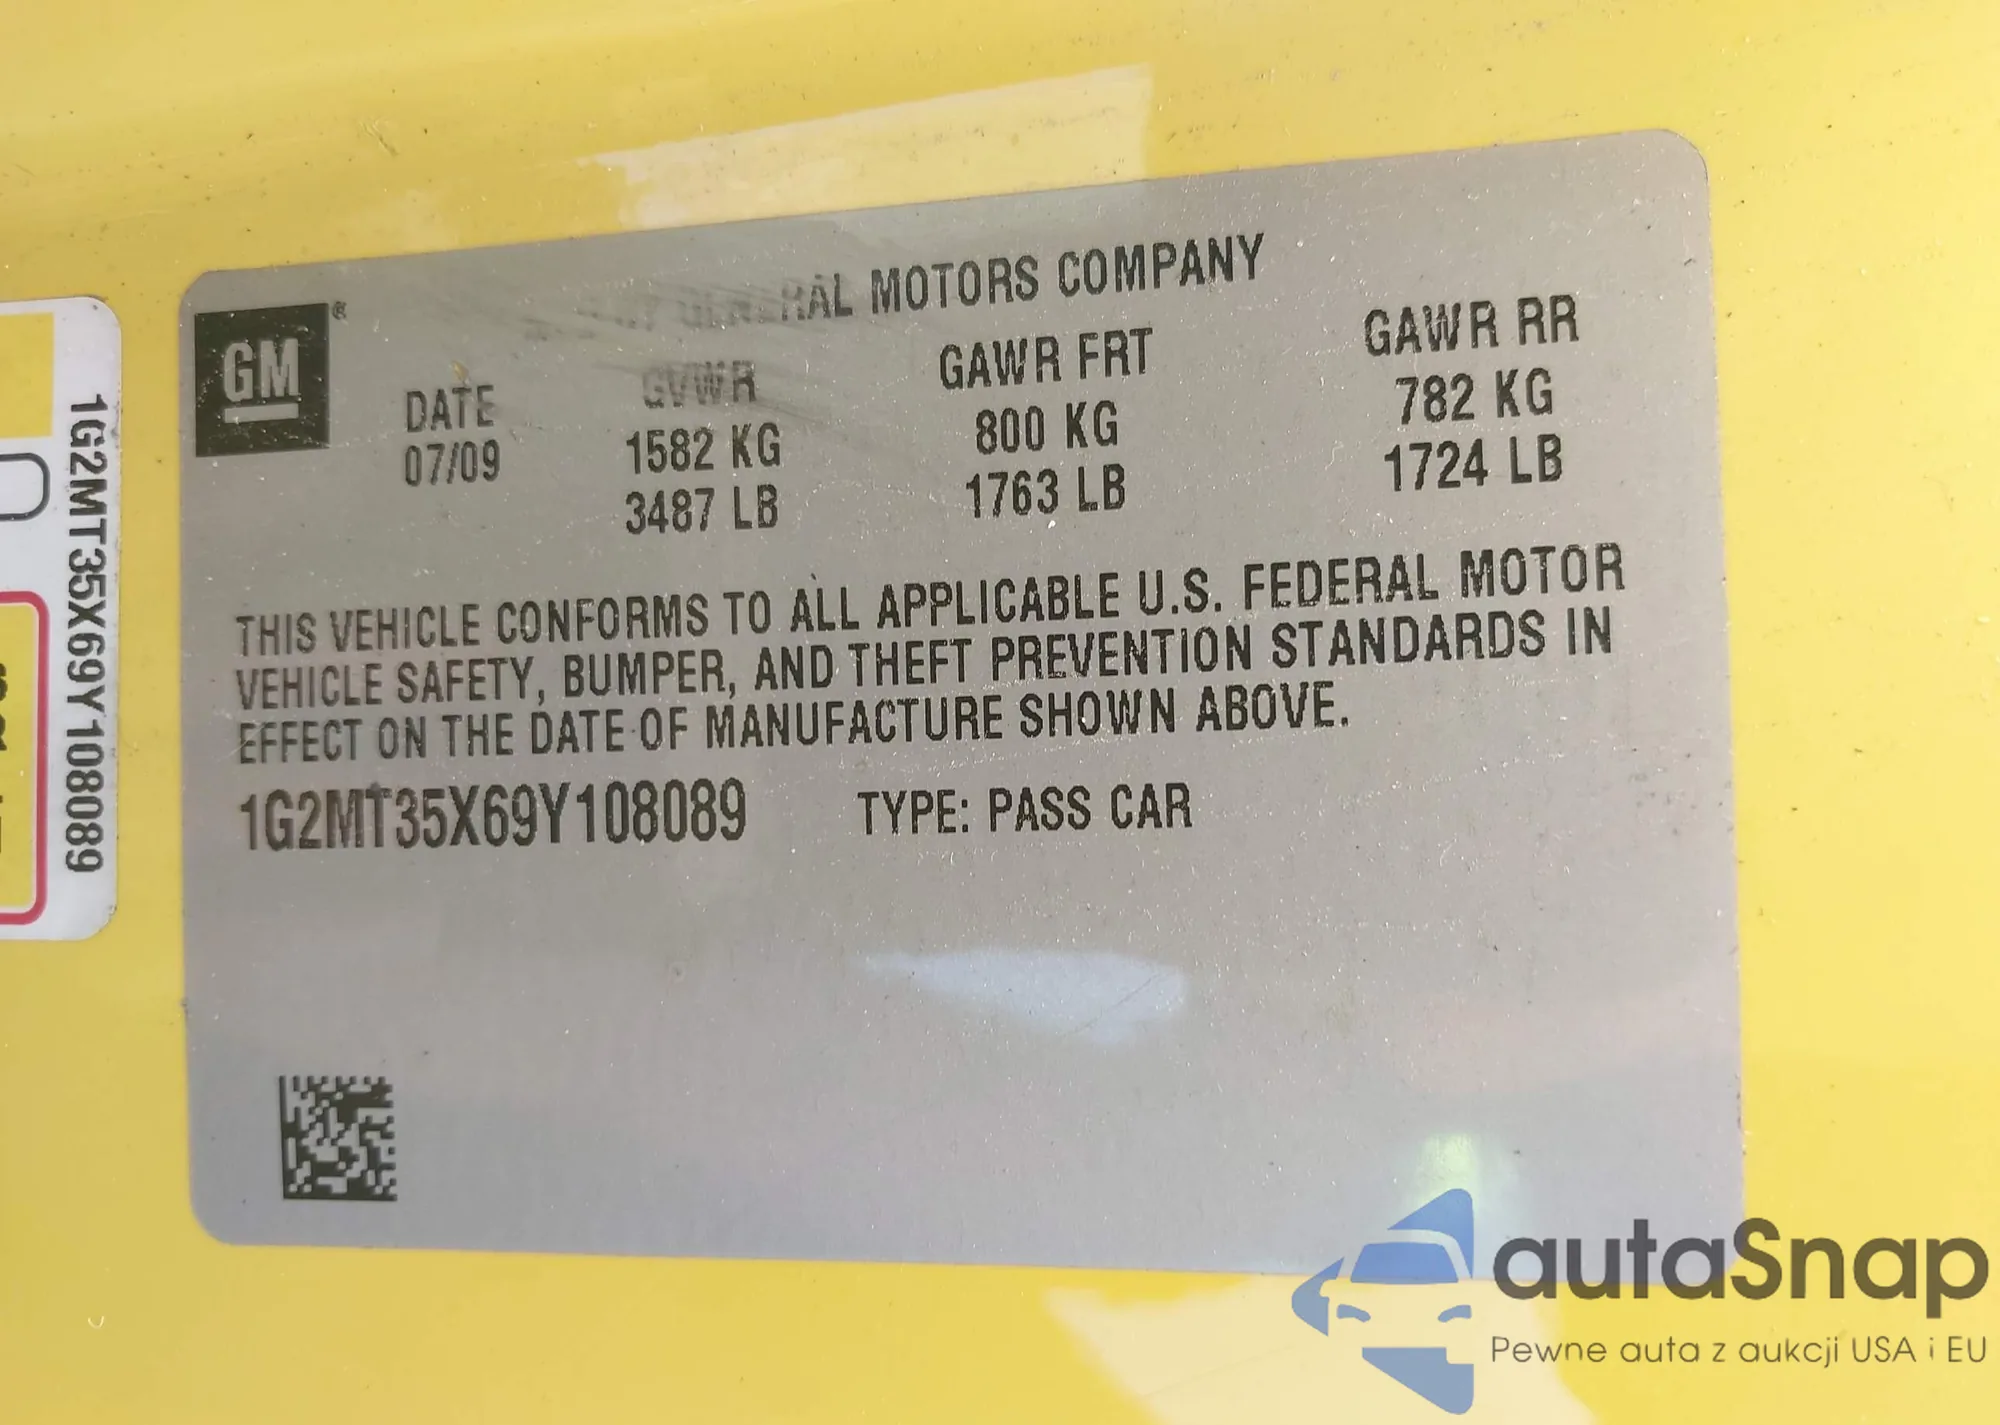 GENERAL MOTORS COMPANY
GM ®
DATE
07/09
GVWR
1582 KG
3487 LB
GAWR FRT
800 KG
1763 LB
GAWR RR
782 KG
1724 LB
THIS VEHICLE CONFORMS TO ALL APPLICABLE U.S. FEDERAL MOTOR
VEHICLE SAFETY, BUMPER, AND THEFT PREVENTION STANDARDS IN
EFFECT ON THE DATE OF MANUFACTURE SHOWN ABOVE.
1G2MT35X69Y108089 TYPE: PASS CAR
1G2MT35X69Y108089
autaSnap
Pewne auta z aukcji USA i EU